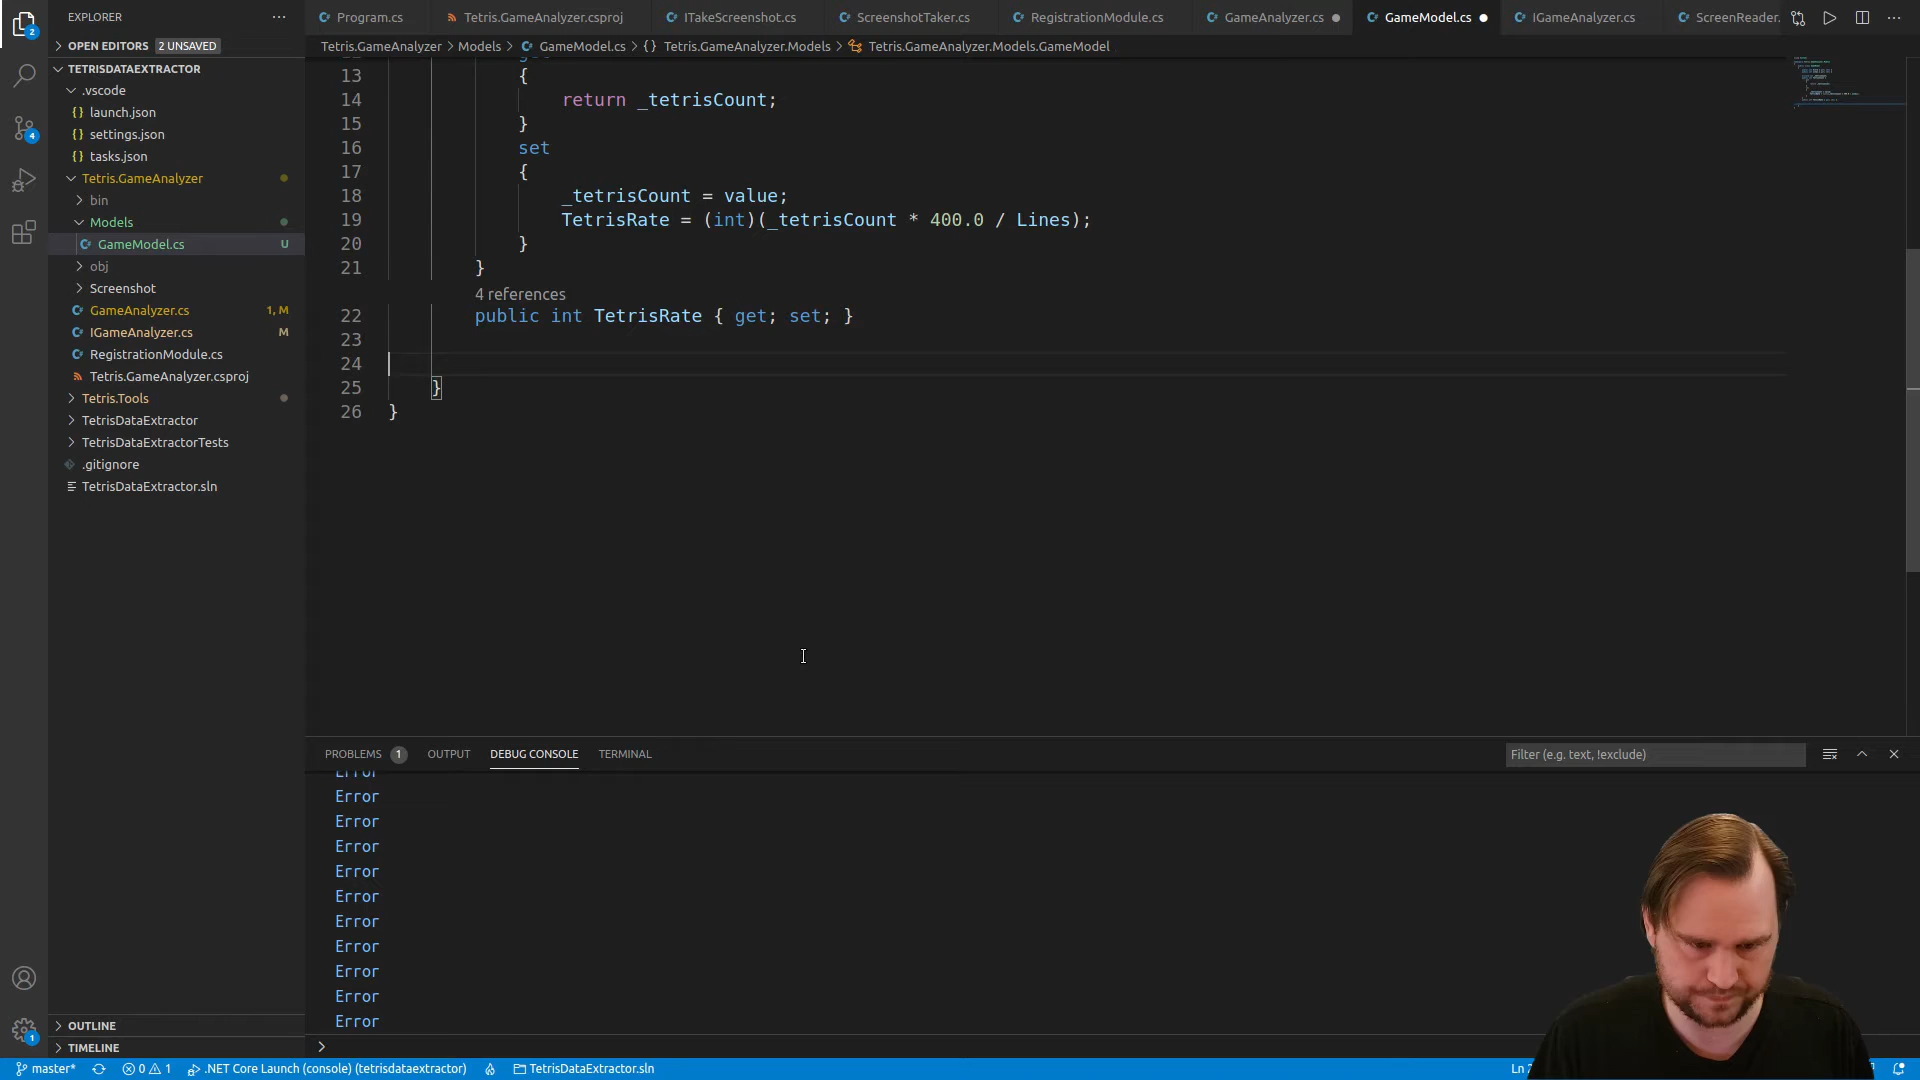 EXPLORER
Program.cs
Tetris.GameAnalyzer.csproj
ITakeScreenshot.cs
ScreenshotTaker.cs
RegistrationModule.cs
GameAnalyzer.cs
GameModel.cs
IGameAnalyzer.cs
ScreenReader.
2
OPEN EDITORS 2 UNSAVED
Tetris.GameAnalyzer > Models > GameModel.cs > {} Tetris.GameAnalyzer.Models > Tetris.GameAnalyzer.Models.GameModel
TETRISDATAEXTRACTOR
.vscode
launch.json
settings.json
tasks.json
Tetris.GameAnalyzer
bin
Models
GameModel.cs U
obj
Screenshot
GameAnalyzer.cs 1, M
IGameAnalyzer.cs M
RegistrationModule.cs
Tetris.GameAnalyzer.csproj
Tetris.Tools
TetrisDataExtractor
TetrisDataExtractorTests
.gitignore
TetrisDataExtractor.sln
4
13 {
14 return _tetrisCount;
15 }
16 set
17 {
18 _tetrisCount = value;
19 TetrisRate = (int)(_tetrisCount * 400.0 / Lines);
20 }
21 }
4 references
22 public int TetrisRate { get; set; }
23
24
25 }
26 }
PROBLEMS 1 OUTPUT DEBUG CONSOLE TERMINAL
Filter (e.g. text, !exclude)
Error
Error
Error
Error
Error
Error
Error
Error
Error
Error
Error
>
OUTLINE
1
TIMELINE
master* 0 1 .NET Core Launch (console) (tetrisdataextractor) TetrisDataExtractor.sln